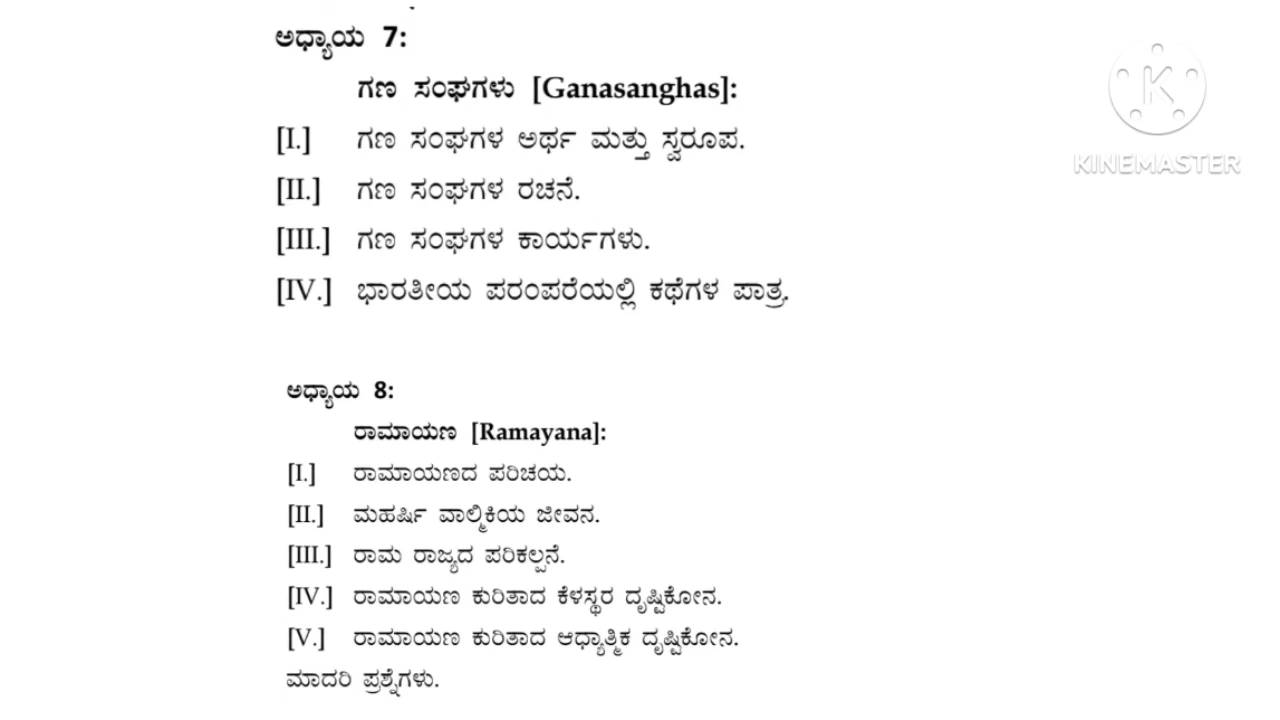 ಅಧ್ಯಾಯ 7:
ಗಣ ಸಂಘಗಳು [Ganasanghas]:
[I.] ಗಣ ಸಂಘಗಳ ಅರ್ಥ ಮತ್ತು ಸ್ವರೂಪ.
[II.] ಗಣ ಸಂಘಗಳ ರಚನೆ.
[III.] ಗಣ ಸಂಘಗಳ ಕಾರ್ಯಗಳು.
[IV.] ಭಾರತೀಯ ಪರಂಪರೆಯಲ್ಲಿ ಕಥೆಗಳ ಪಾತ್ರ.
ಅಧ್ಯಾಯ 8:
ರಾಮಾಯಣ [Ramayana]:
[I.] ರಾಮಾಯಣದ ಪರಿಚಯ.
[II.] ಮಹರ್ಷಿ ವಾಲ್ಮಿಕಿಯ ಜೀವನ.
[III.] ರಾಮ ರಾಜ್ಯದ ಪರಿಕಲ್ಪನೆ.
[IV.] ರಾಮಾಯಣ ಕುರಿತಾದ ಕೆಳಸ್ಥರ ದೃಷ್ಟಿಕೋನ.
[V.] ರಾಮಾಯಣ ಕುರಿತಾದ ಆಧ್ಯಾತ್ಮಿಕ ದೃಷ್ಟಿಕೋನ.
ಮಾದರಿ ಪ್ರಶ್ನೆಗಳು.
K
KINEMASTER